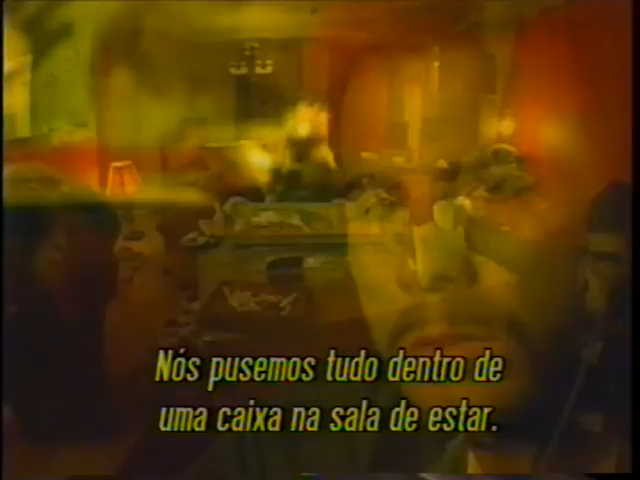 Nós pusemos tudo dentro de
uma caixa na sala de estar.